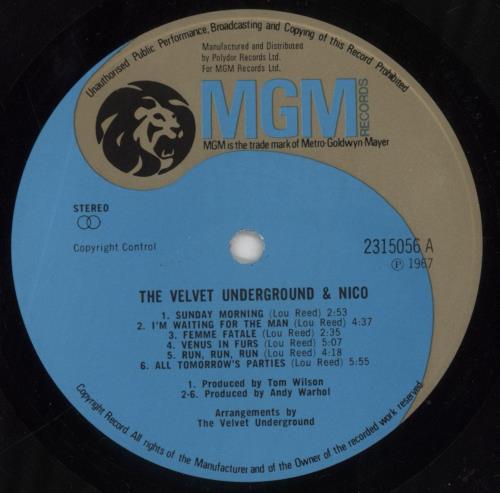 Unauthorised Public Performance, Broadcasting and Copying of this Record Prohibited
Manufactured and Distributed
by Polydor Records Ltd.
For MGM Records Ltd.
MGM
RECORDS
MGM is the trade mark of Metro-Goldwyn Mayer
STEREO
Copyright Control
2315056 A
℗ 1967
THE VELVET UNDERGROUND & NICO
1. SUNDAY MORNING (Lou Reed) 2:53
2. I'M WAITING FOR THE MAN (Lou Reed) 4:37
3. FEMME FATALE (Lou Reed) 2:35
4. VENUS IN FURS (Lou Reed) 5:07
5. RUN, RUN, RUN (Lou Reed) 4:18
6. ALL TOMORROW'S PARTIES (Lou Reed) 5:55
1. Produced by Tom Wilson
2-6. Produced by Andy Warhol
Arrangements by
The Velvet Underground
Copyright Record. All rights of the Manufacturer and of the Owner of the recorded work reserved.